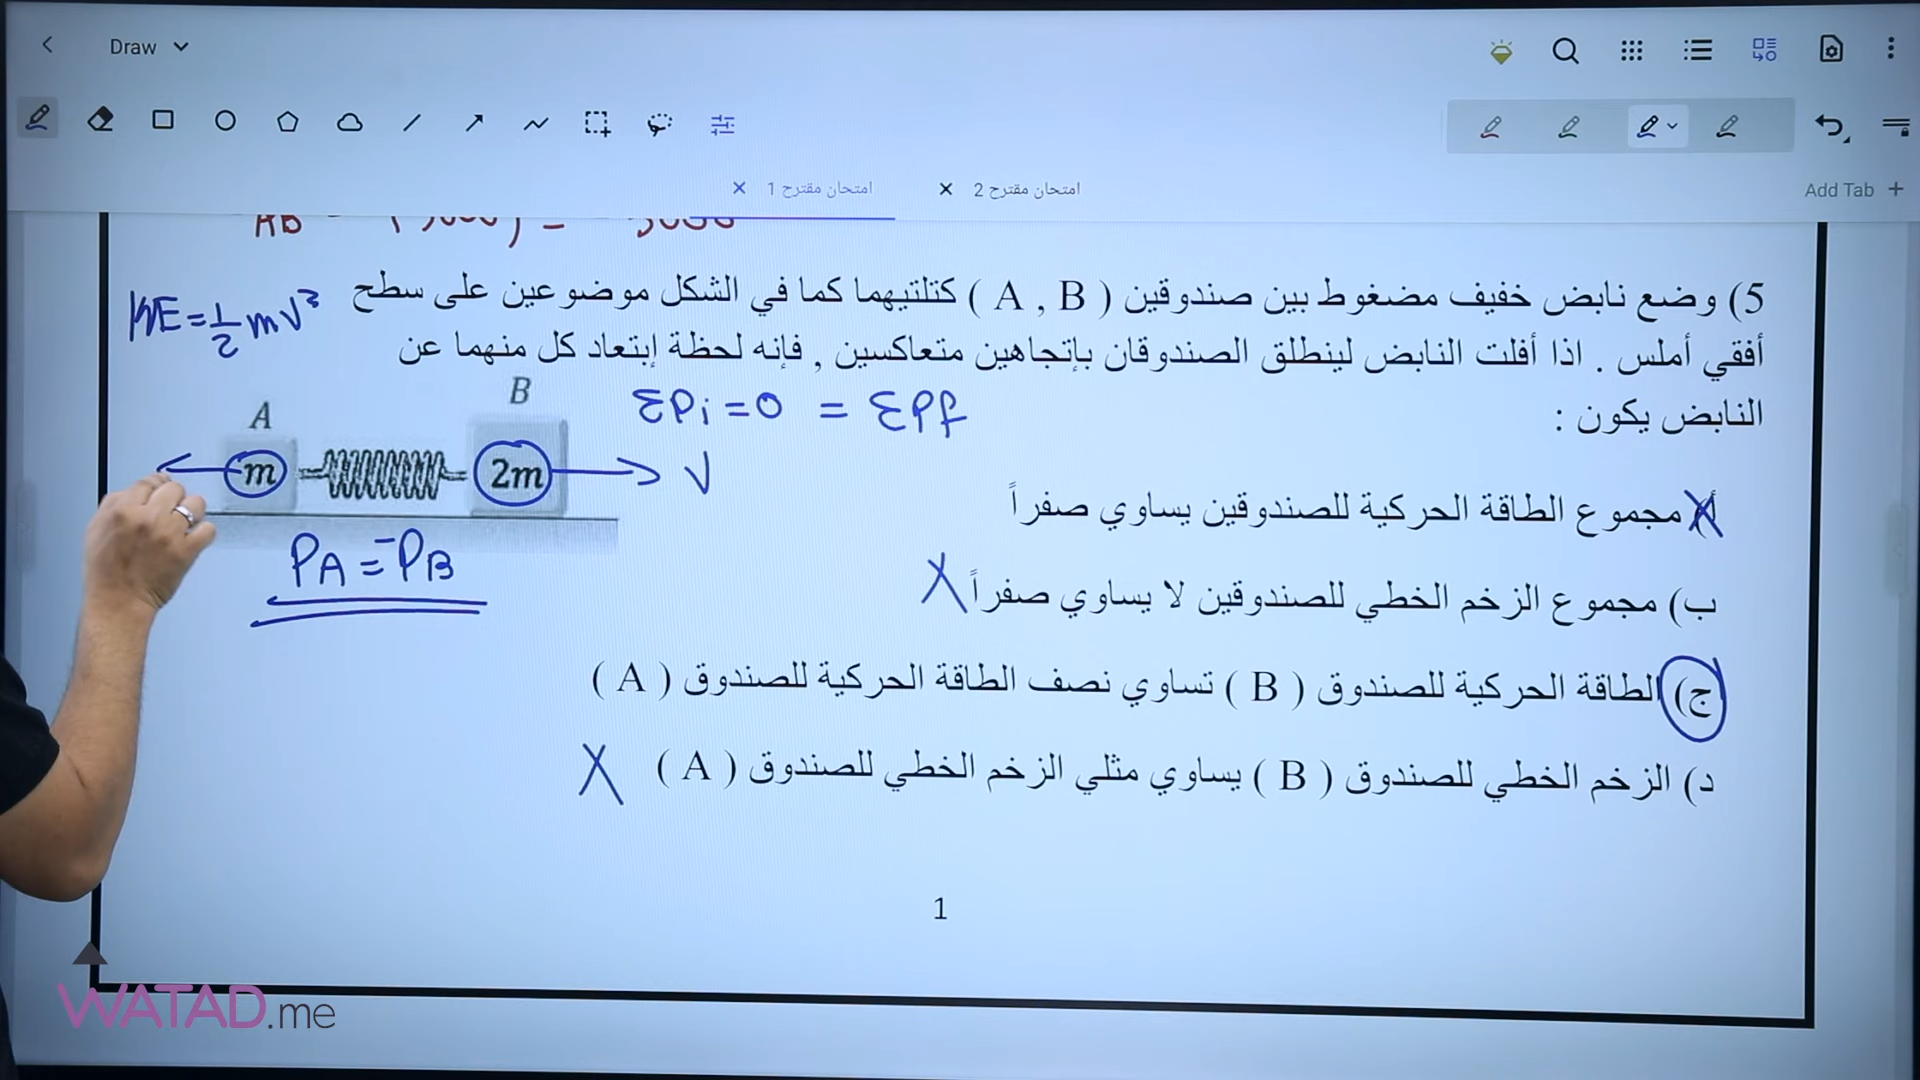 Draw
امتحان مقترح 1
امتحان مقترح 2
Add Tab
5) وضع نابض خفيف مضغوط بين صندوقين ( A , B ) كتلتيهما كما في الشكل موضوعين على سطح
أفقي أملس . اذا أفلت النابض لينطلق الصندوقان بإتجاهين متعاكسين , فإنه لحظة إبتعاد كل منهما عن
النابض يكون :
KE = 1/2 mv²
Σpi = 0 = Σpf
A
B
m
2m
v
PA = -PB
مجموع الطاقة الحركية للصندوقين يساوي صفراً
ب) مجموع الزخم الخطي للصندوقين لا يساوي صفراً
ج) الطاقة الحركية للصندوق ( B ) تساوي نصف الطاقة الحركية للصندوق ( A )
د) الزخم الخطي للصندوق ( B ) يساوي مثلي الزخم الخطي للصندوق ( A )
1
WATAD.me